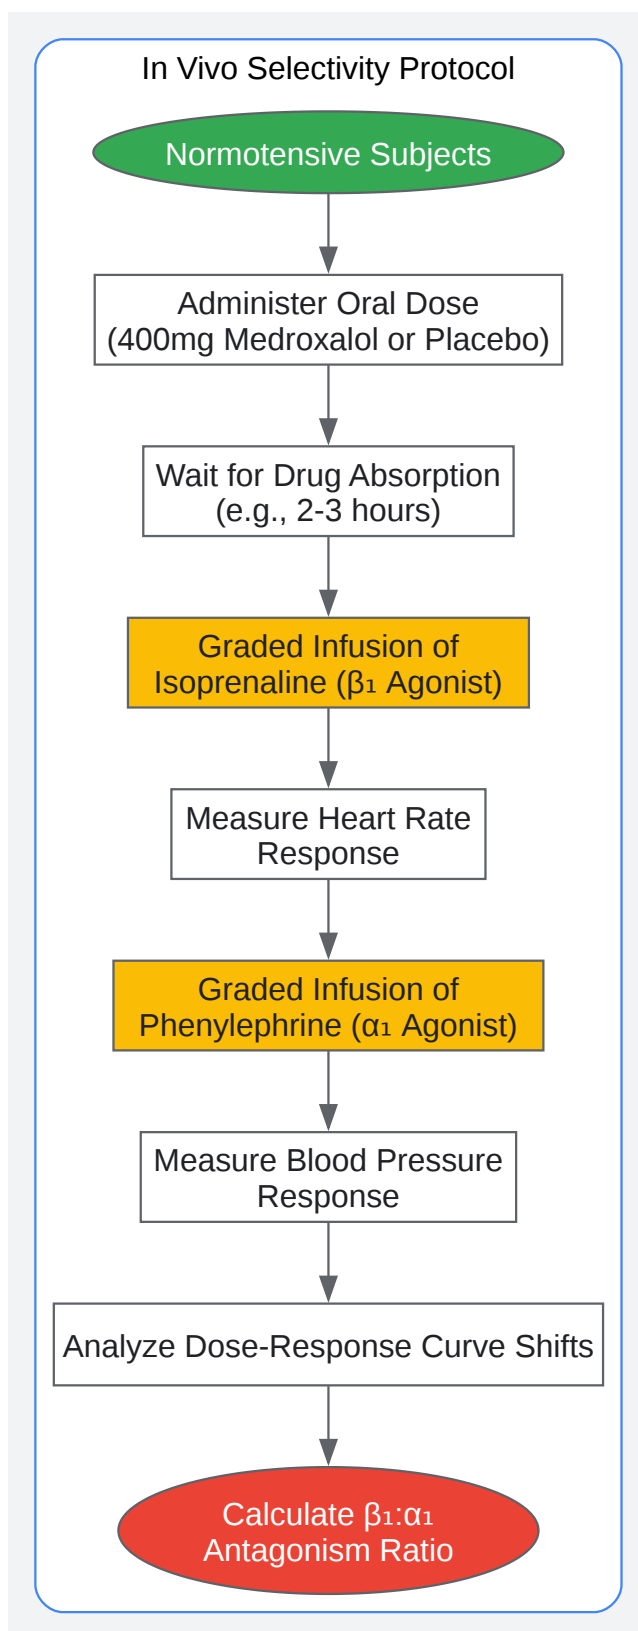 In Vivo Selectivity Protocol
Normotensive Subjects
Administer Oral Dose
(400mg Medroxalol or Placebo)
Wait for Drug Absorption
(e.g., 2-3 hours)
Graded Infusion of
Isoprenaline (β₁ Agonist)
Measure Heart Rate
Response
Graded Infusion of
Phenylephrine (α₁ Agonist)
Measure Blood Pressure
Response
Analyze Dose-Response Curve Shifts
Calculate β₁:α₁
Antagonism Ratio